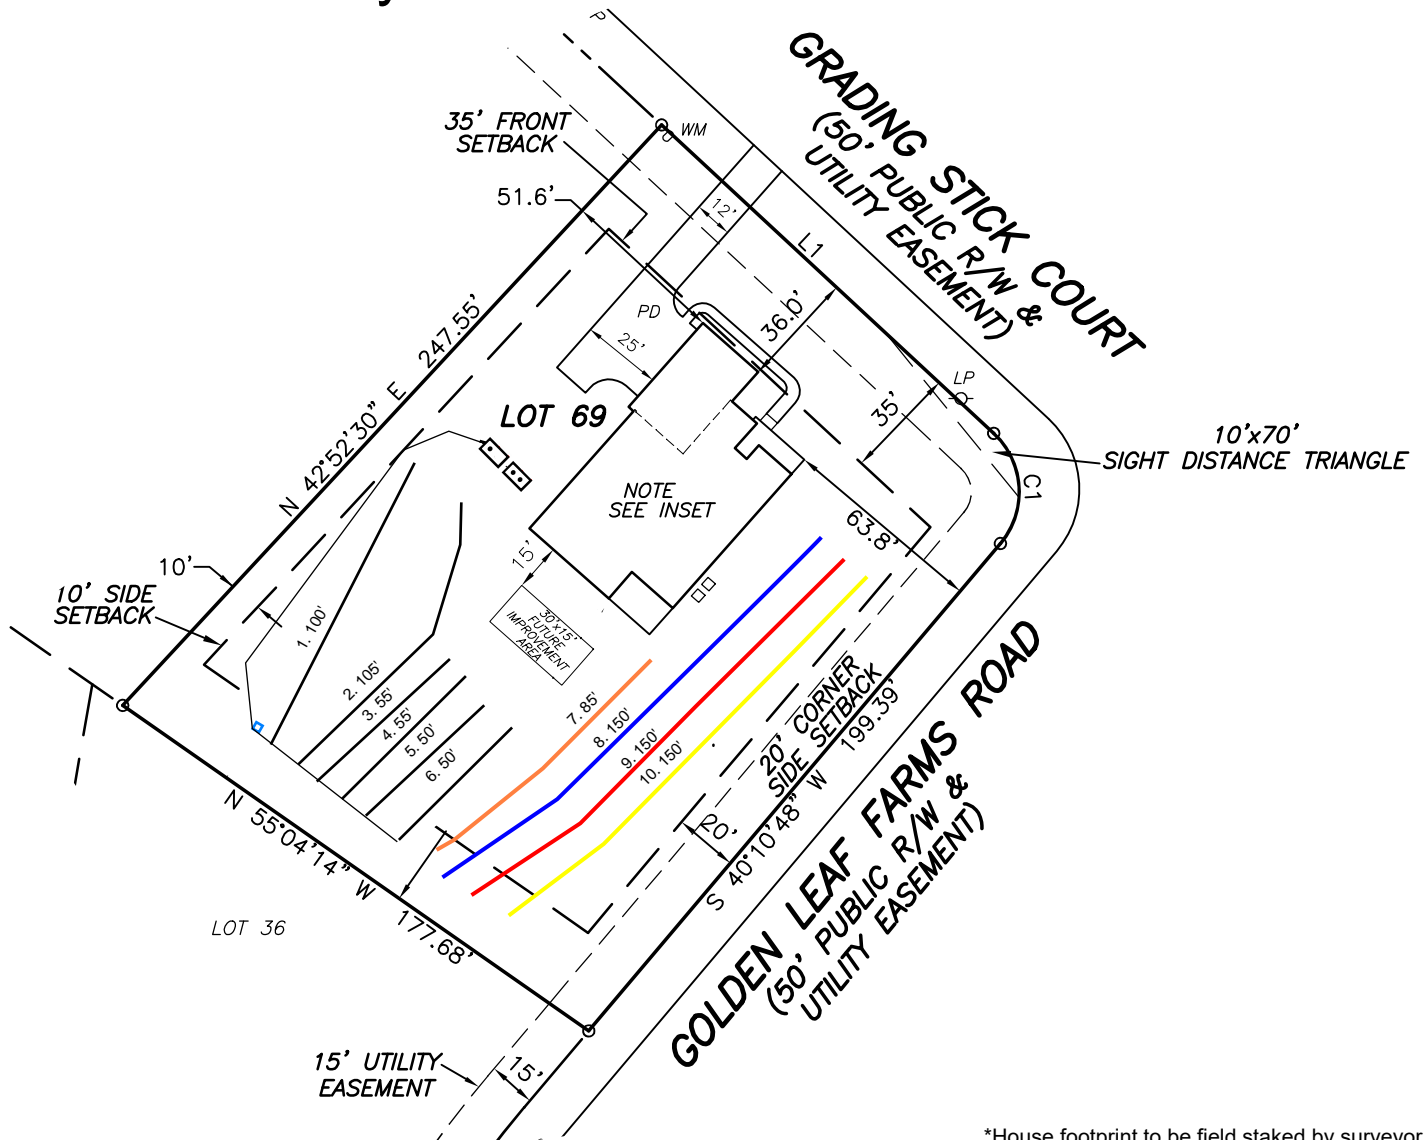 GRADING STICK COURT
(50' PUBLIC R/W &
UTILITY EASEMENT)
P
WM
35' FRONT
SETBACK
51.6'
12'
L1
36.0'
PD
25'
LP
35'
10'x70'
SIGHT DISTANCE TRIANGLE
C1
N 42°52'30" E 247.55'
LOT 69
NOTE
SEE INSET
63.8'
15'
10'
10' SIDE
SETBACK
30'x15'
FUTURE
IMPROVEMENT
AREA
1. 100'
2. 105'
3. 55'
4. 55'
5. 50'
6. 50'
7. 85'
8. 150'
9. 150'
10. 150'
20' CORNER
SIDE SETBACK
199.39'
S 40°10'48" W
20'
N 55°04'14" W 177.68'
LOT 36
GOLDEN LEAF FARMS ROAD
(50' PUBLIC R/W &
UTILITY EASEMENT)
15' UTILITY
EASEMENT
15'
*House footprint to be field staked by surveyor